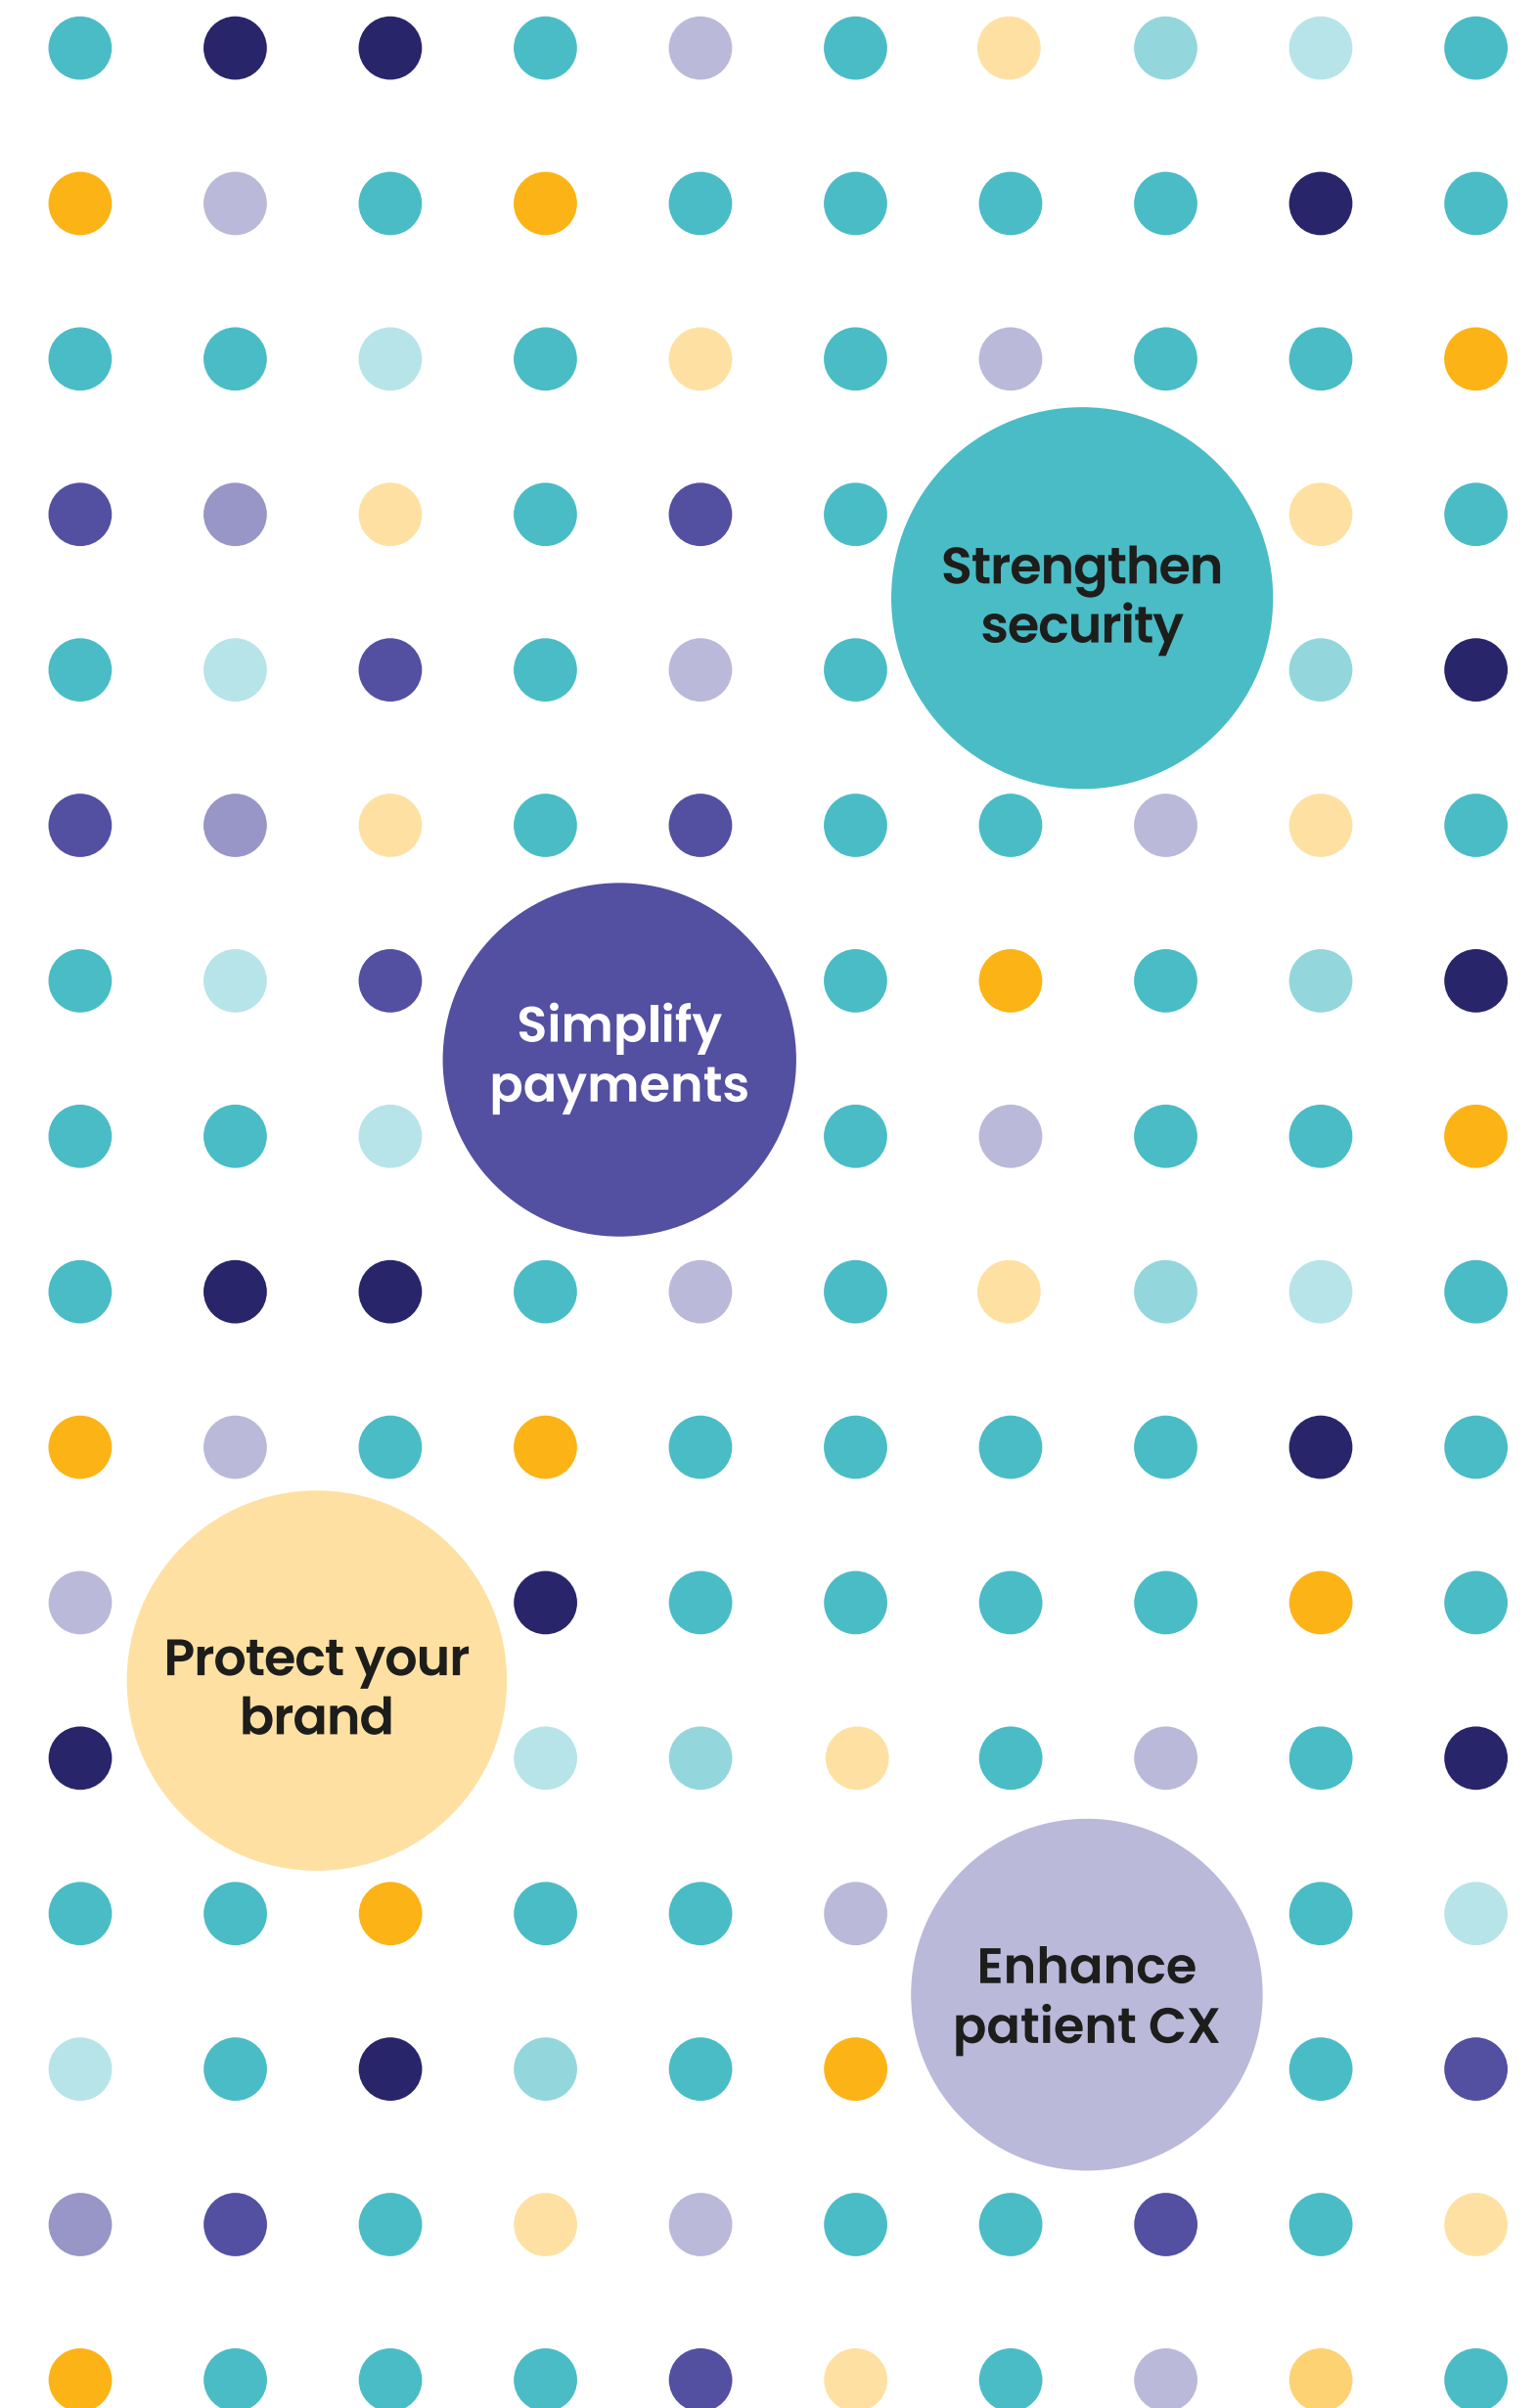 Strengthen
security
Simplify
payments
Protect your
brand
Enhance
patient CX